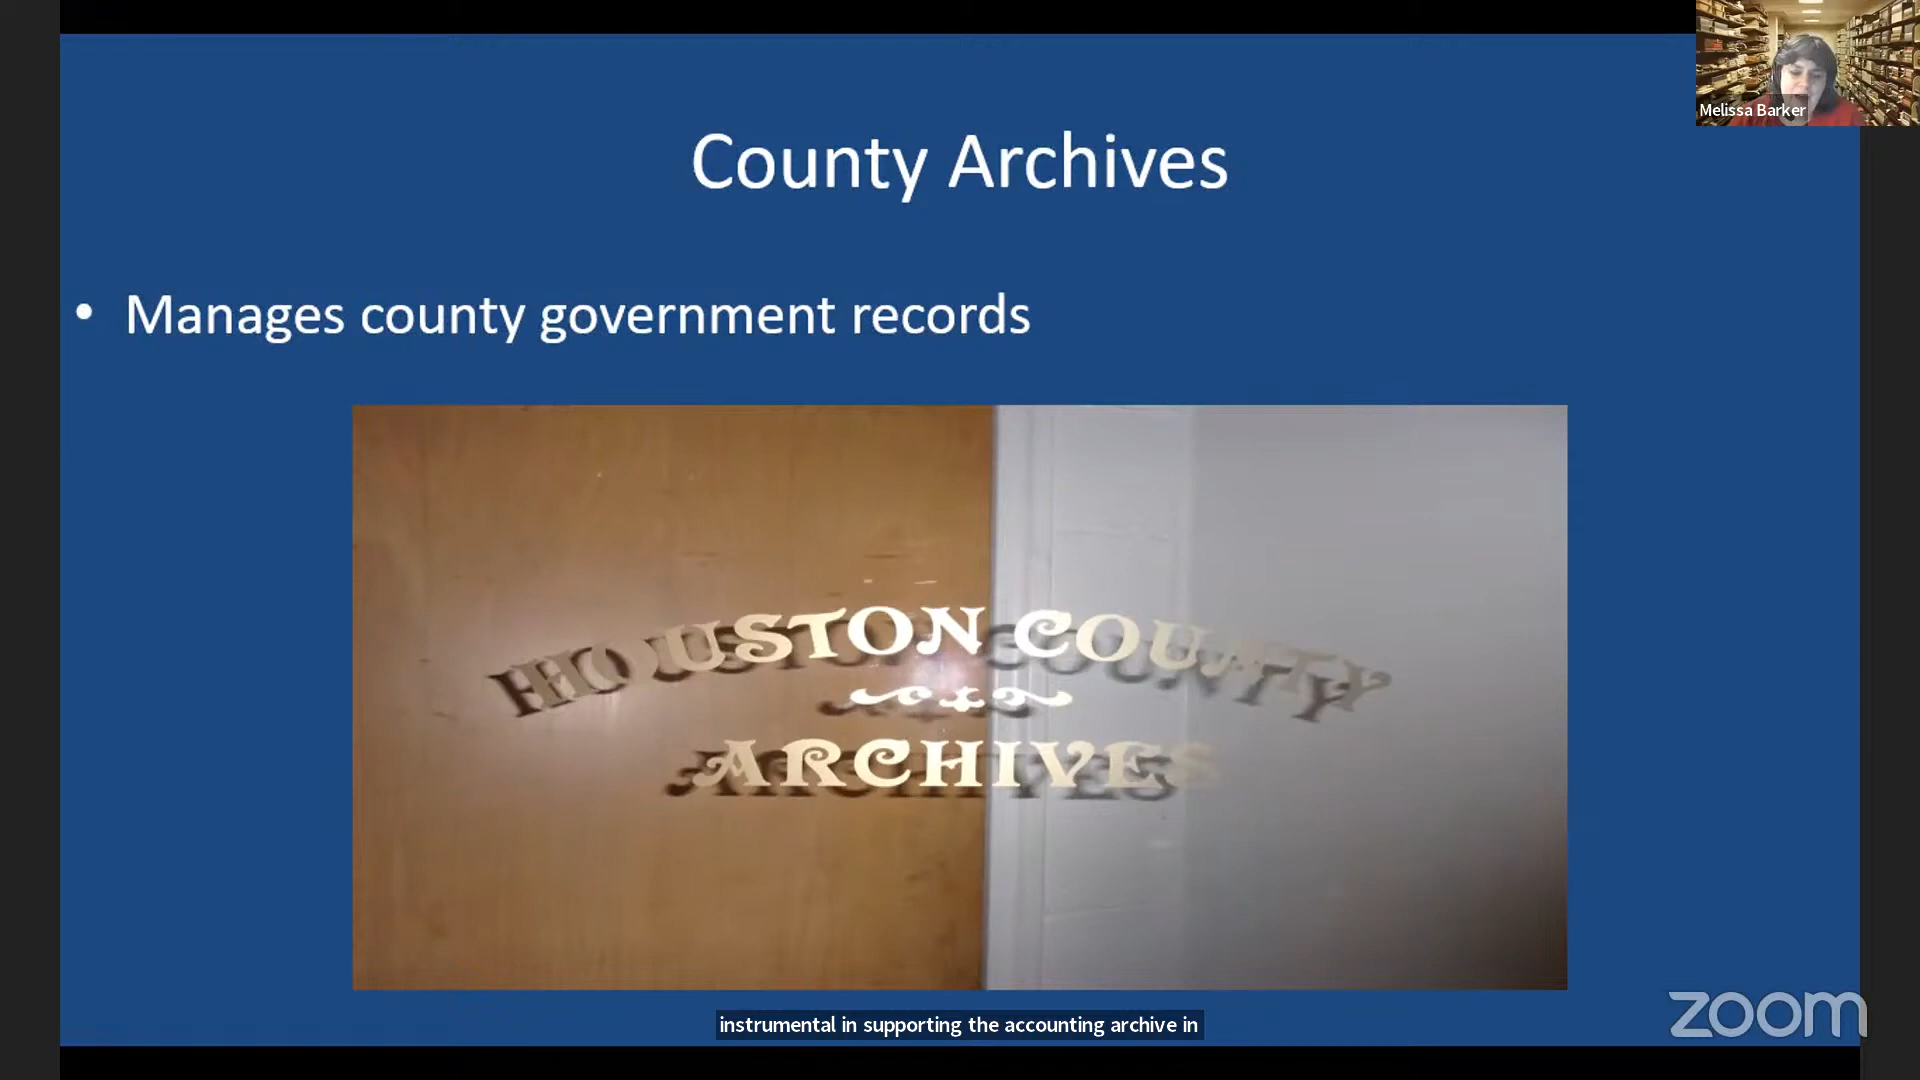 Melissa Barker
County Archives
• Manages county government records
HOUSTON COUNTY
ARCHIVES
instrumental in supporting the accounting archive in
zoom